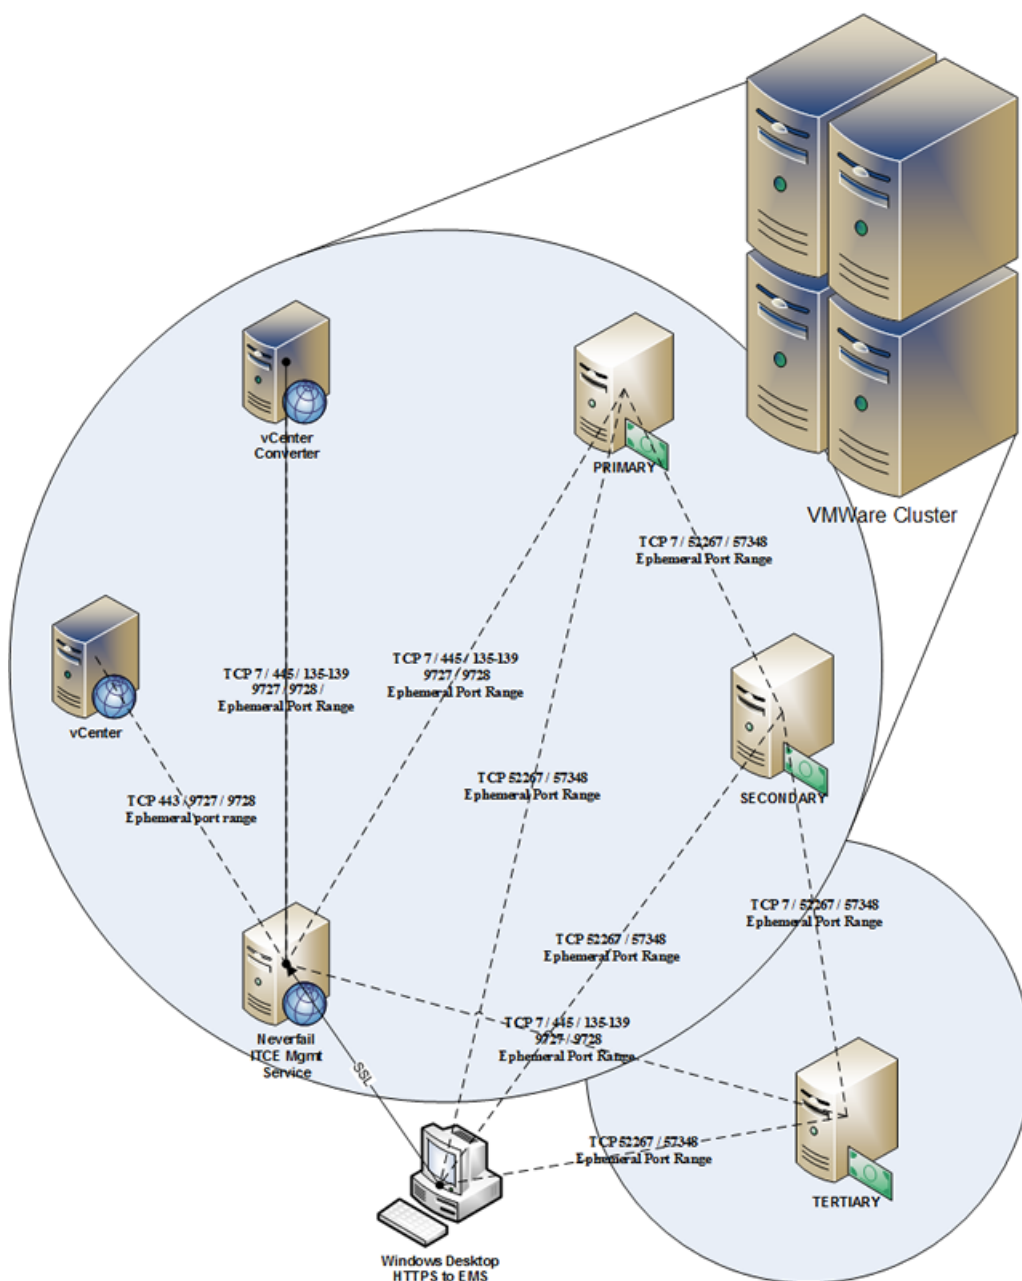 VMWare Cluster
vCenter
Converter
PRIMARY
TCP 7 / 52267 / 57348
Ephemeral Port Range
TCP 7 / 445 / 135-139
9727 / 9728 /
Ephemeral Port Range
TCP 7 / 445 / 135-139
9727 / 9728
Ephemeral Port Range
vCenter
TCP 52267 / 57348
Ephemeral Port Range
SECONDARY
TCP 443 / 9727 / 9728
Ephemeral port range
TCP 7 / 52267 / 57348
Ephemeral Port Range
TCP 52267 / 57348
Ephemeral Port Range
Neverfail
ITCE Mgmt
Service
TCP 7 / 445 / 135-139
9727 / 9728
Ephemeral Port Range
SSL
TCP 52267 / 57348
Ephemeral Port Range
TERTIARY
Windows Desktop
HTTPS to EMS